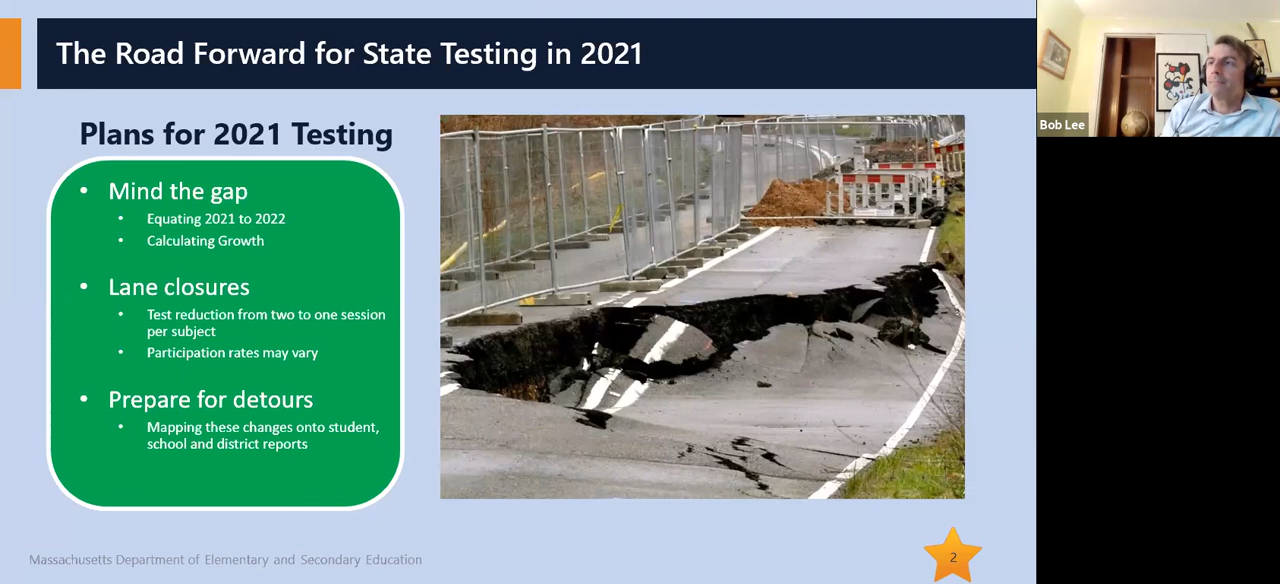 The Road Forward for State Testing in 2021
Bob Lee
Plans for 2021 Testing
• Mind the gap
• Equating 2021 to 2022
• Calculating Growth
• Lane closures
• Test reduction from two to one session
per subject
• Participation rates may vary
• Prepare for detours
• Mapping these changes onto student,
school and district reports
Massachusetts Department of Elementary and Secondary Education
2